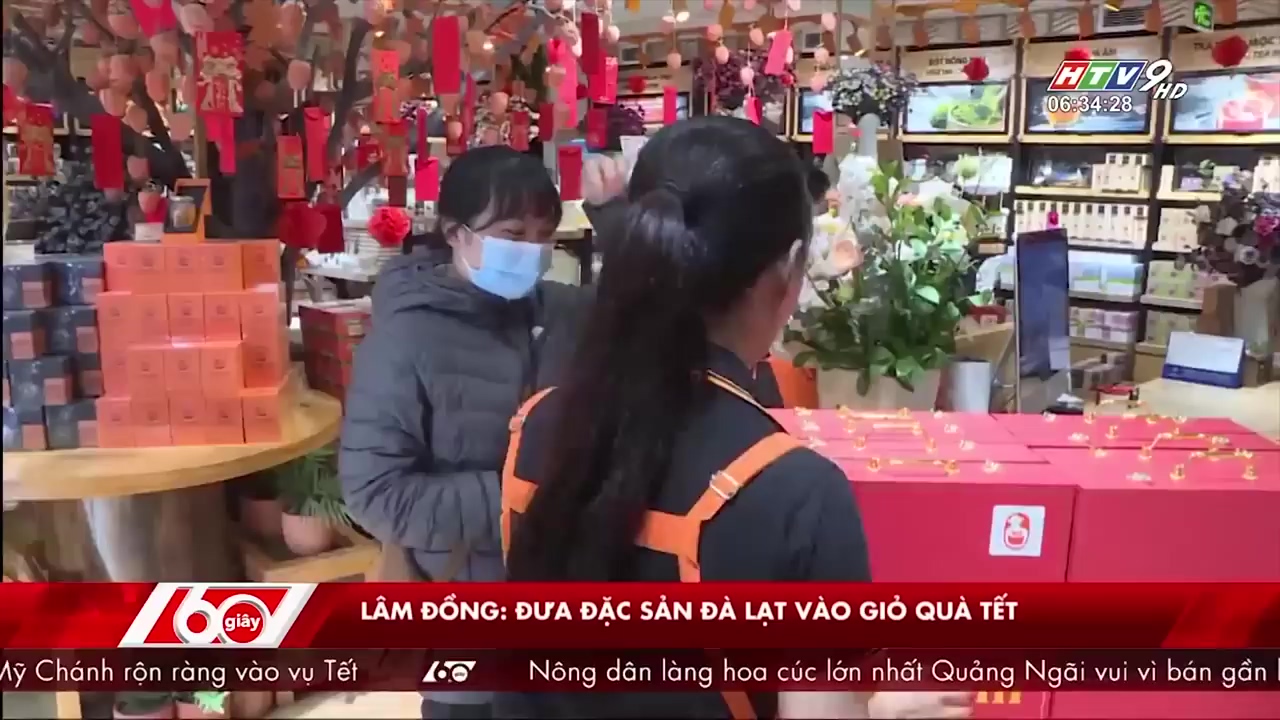 HTV9 HD
06:34:28
60 giây
LÂM ĐỒNG: ĐƯA ĐẶC SẢN ĐÀ LẠT VÀO GIỎ QUÀ TẾT
Mỹ Chánh rộn ràng vào vụ Tết 60 giây Nông dân làng hoa cúc lớn nhất Quảng Ngãi vui vì bán gần